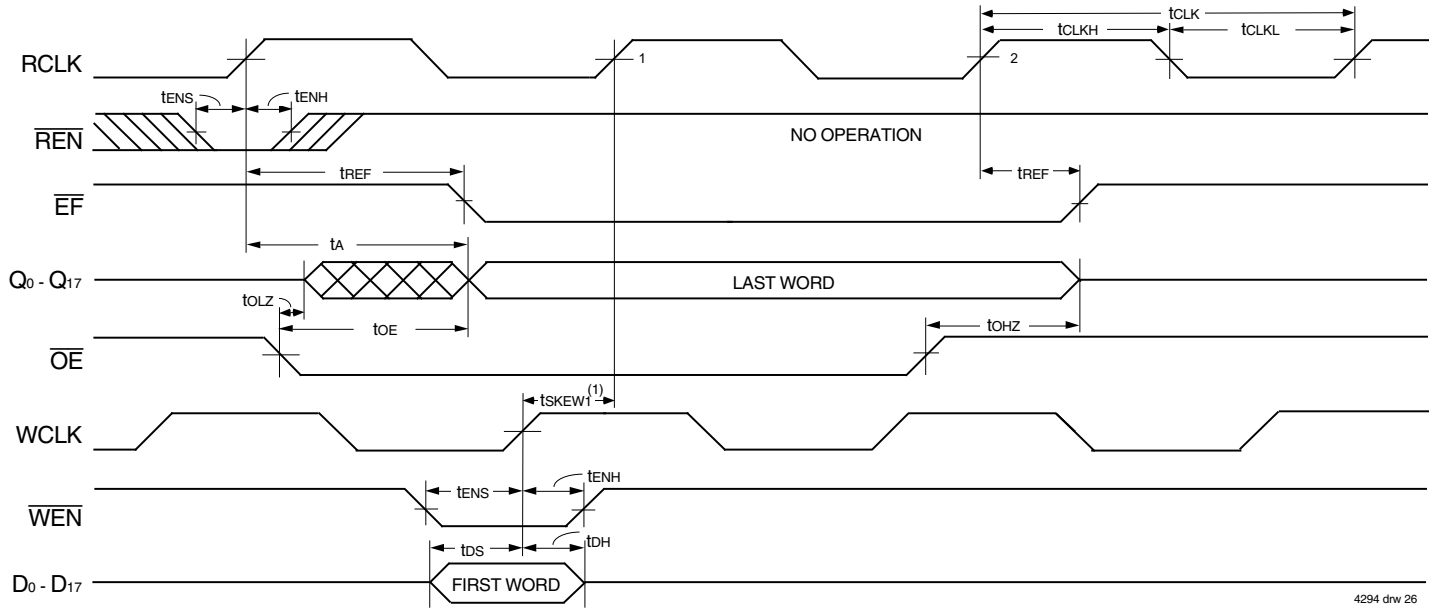 tCLK
tCLKH
tCLKL
RCLK
1
2
tENS
tENH
REN
NO OPERATION
tREF
tREF
EF
tA
Q0 - Q17
LAST WORD
tOLZ
tOE
tOHZ
OE
tSKEW1(1)
WCLK
tENS
tENH
WEN
tDS
tDH
D0 - D17
FIRST WORD
4294 drw 26